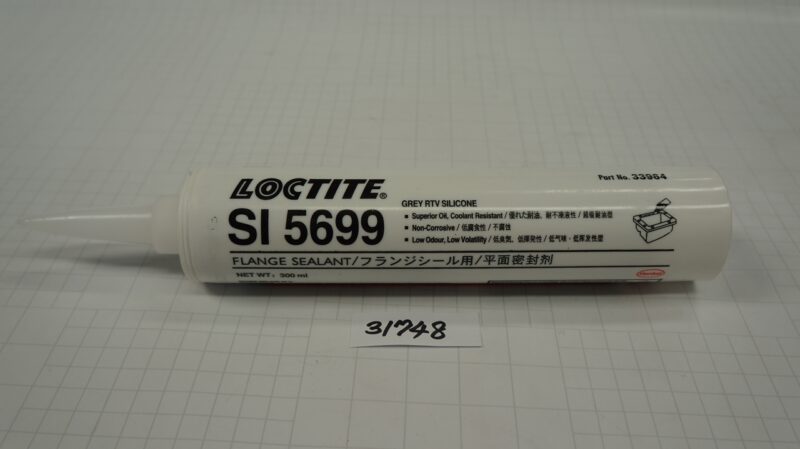 Part No. 33984
LOCTITE®
GREY RTV SILICONE
SI 5699
▪ Superior Oil, Coolant Resistant / 優れた耐油、耐不凍液性 / 超級耐油型
▪ Non-Corrosive / 低腐食性 / 不腐蚀
▪ Low Odour, Low Volatility / 低臭気、低揮発性 / 低气味、低挥发性型
FLANGE SEALANT/フランジシール用/平面密封剂
NET WT: 300 ml
Henkel
31748